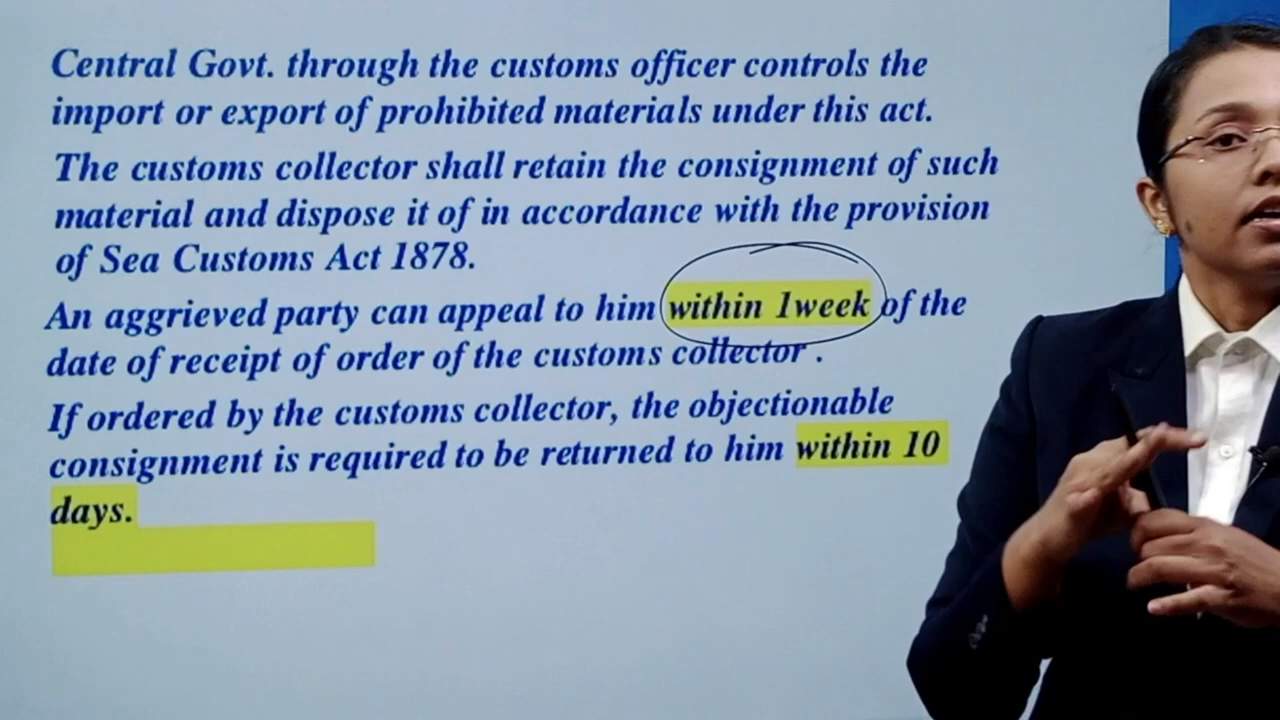 Central Govt. through the customs officer controls the
import or export of prohibited materials under this act.
The customs collector shall retain the consignment of such
material and dispose it of in accordance with the provision
of Sea Customs Act 1878.
An aggrieved party can appeal to him within 1week of the
date of receipt of order of the customs collector .
If ordered by the customs collector, the objectionable
consignment is required to be returned to him within 10
days.